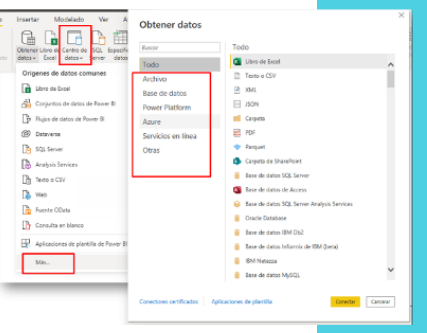 Insertar Modelado Ver A
Obtener datos Libro de Excel Centro de datos SQL Server datos
Orígenes de datos comunes
Libro de Excel
Conjuntos de datos de Power BI
Flujos de datos de Power BI
Dataverse
SQL Server
Analysis Services
Texto o CSV
Web
Fuente OData
Consulta en blanco
Aplicaciones de plantilla de Power BI
Más...
Obtener datos
Buscar
Todo
Archivo
Base de datos
Power Platform
Azure
Servicios en línea
Otras
Todo
Libro de Excel
Texto o CSV
XML
JSON
Carpeta
PDF
Parquet
Carpeta de SharePoint
Base de datos SQL Server
Base de datos de Access
Base de datos SQL Server Analysis Services
Oracle Database
Base de datos IBM Db2
Base de datos Informix de IBM (beta)
IBM Netezza
Base de datos MySQL
Conectores certificados Aplicaciones de plantilla Conectar Cancelar